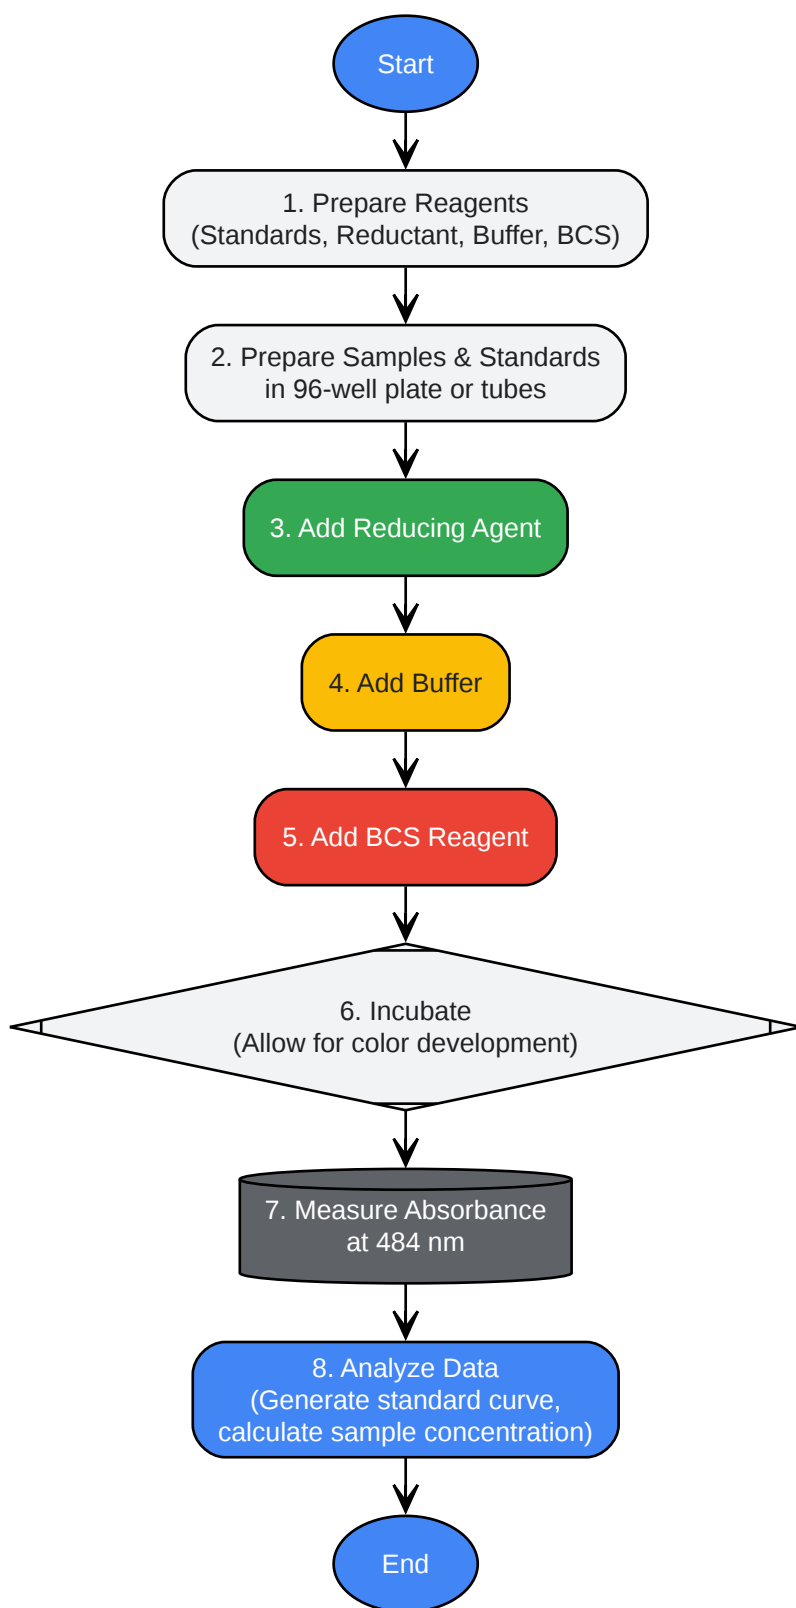 Start
1. Prepare Reagents
(Standards, Reductant, Buffer, BCS)
2. Prepare Samples & Standards
in 96-well plate or tubes
3. Add Reducing Agent
4. Add Buffer
5. Add BCS Reagent
6. Incubate
(Allow for color development)
7. Measure Absorbance
at 484 nm
8. Analyze Data
(Generate standard curve,
calculate sample concentration)
End